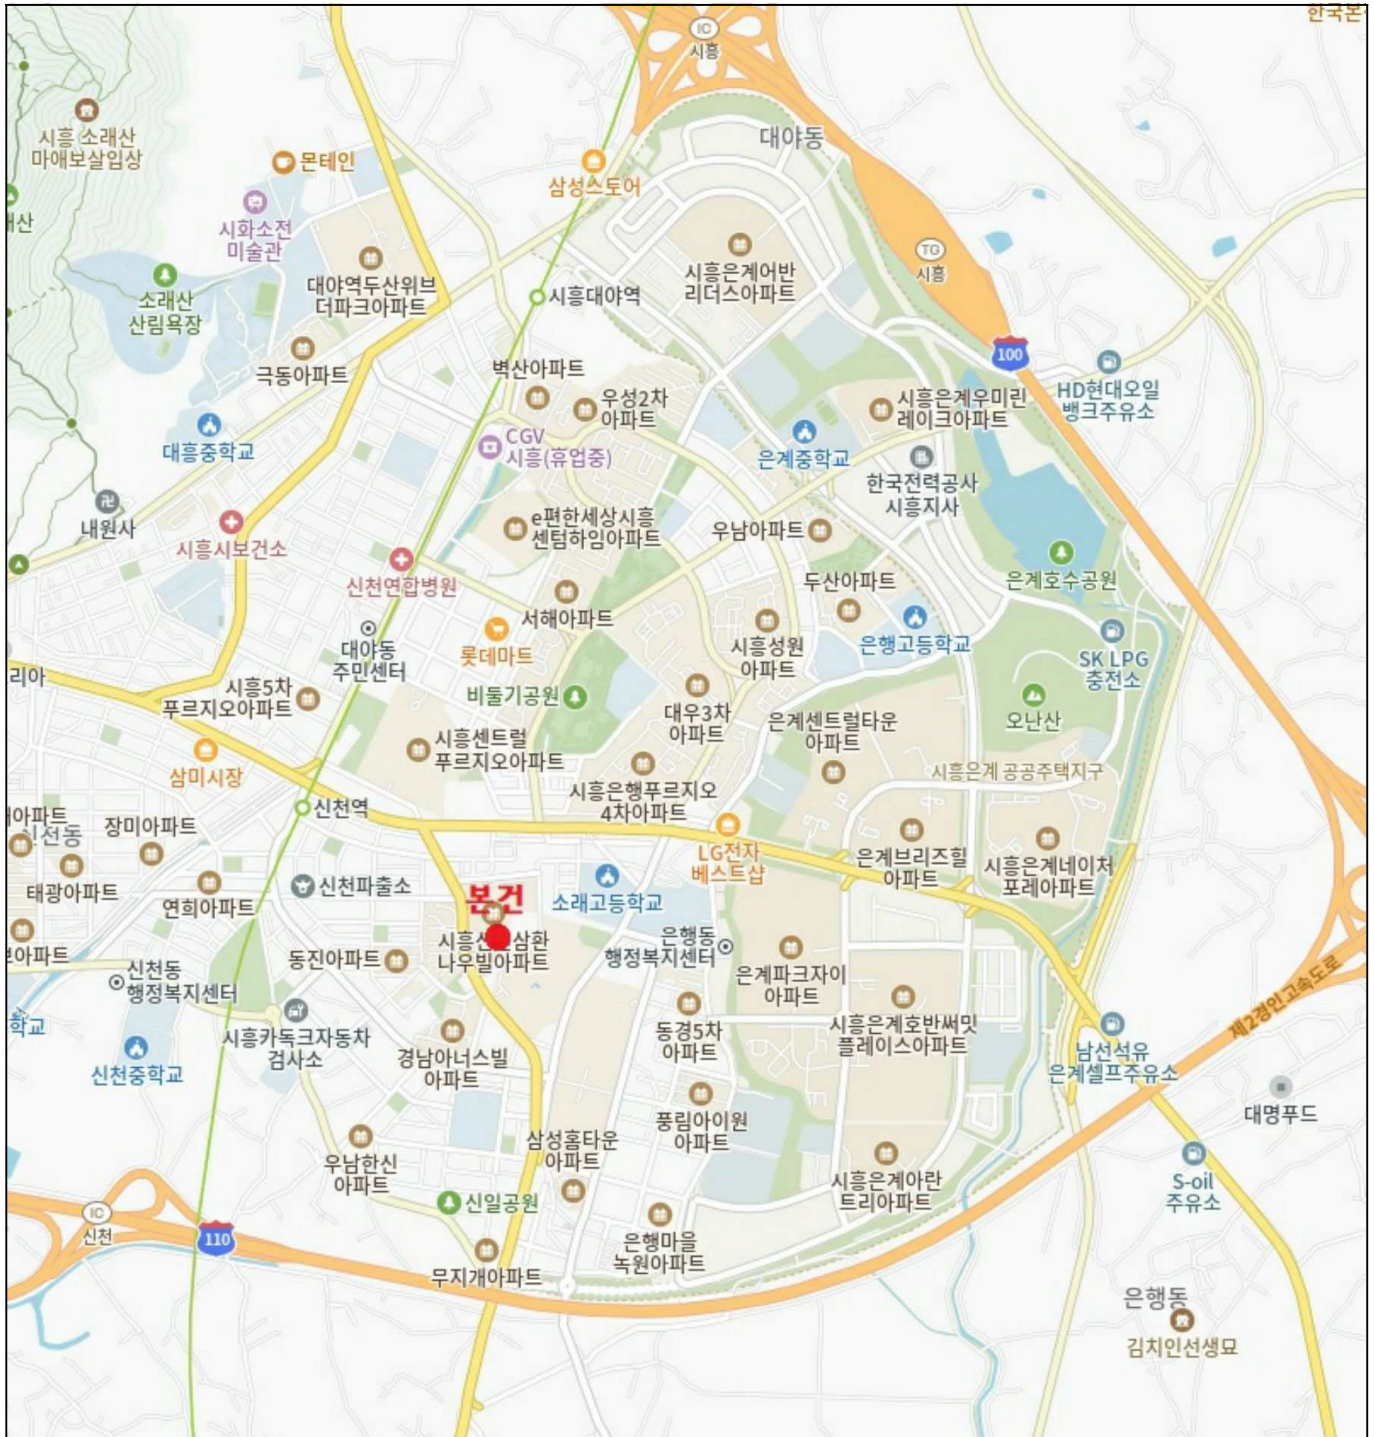 한국본
IC
시흥
시흥 소래산
마애보살입상
몬테인
삼성스토어
대야동
산
시화소전
미술관
TG
시흥
시흥은계어반
리더스아파트
소래산
산림욕장
대야역두산위브
더파크아파트
시흥대야역
100
극동아파트
벽산아파트
우성2차
아파트
시흥은계우미린
레이크아파트
HD현대오일
뱅크주유소
대흥중학교
CGV
시흥(휴업중)
은계중학교
한국전력공사
시흥지사
내원사
시흥시보건소
e편한세상시흥
센텀하임아파트
우남아파트
신천연합병원
은계호수공원
두산아파트
서해아파트
대야동
주민센터
롯데마트
시흥성원
아파트
은행고등학교
SK LPG
충전소
리아
시흥5차
푸르지오아파트
비둘기공원
대우3차
아파트
은계센트럴타운
아파트
오난산
시흥센트럴
푸르지오아파트
삼미시장
시흥은계 공공주택지구
시흥은행푸르지오
4차아파트
신천역
아파트
신천동
장미아파트
LG전자
베스트샵
은계브리즈힐
아파트
시흥은계네이처
포레아파트
태광아파트
연희아파트
신천파출소
본건
소래고등학교
시흥신천삼환
나우빌아파트
은행동
행정복지센터
아파트
신천동
행정복지센터
동진아파트
은계파크자이
아파트
학교
시흥카독크자동차
검사소
경남아너스빌
아파트
동경5차
아파트
시흥은계호반써밋
플레이스아파트
제2경인고속도로
신천중학교
남선석유
은계셀프주유소
대명푸드
풍림아이원
아파트
우남한신
아파트
삼성홈타운
아파트
시흥은계아란
트리아파트
S-oil
주유소
신일공원
IC
신천
110
은행마을
녹원아파트
무지개아파트
은행동
김치인선생묘